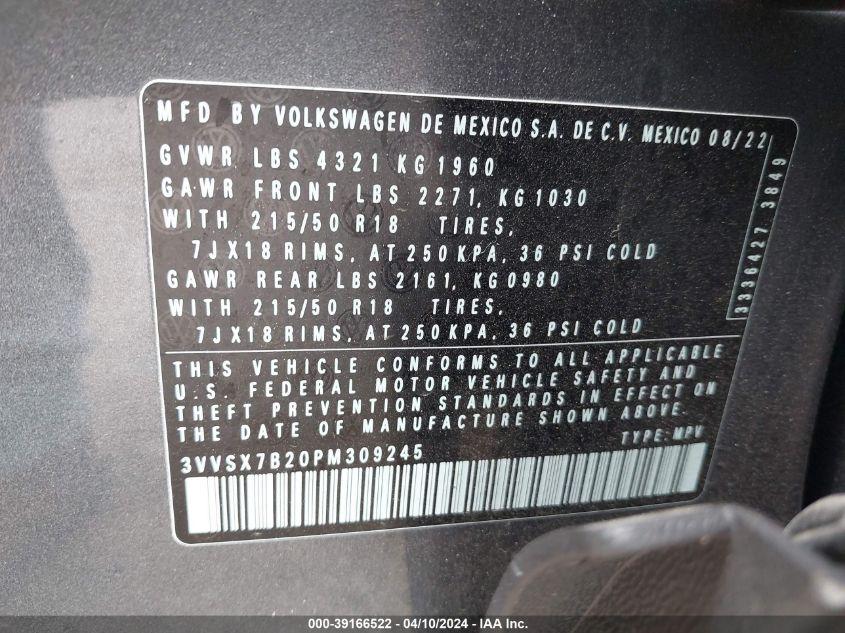 MFD BY VOLKSWAGEN DE MEXICO S.A. DE C.V. MEXICO 08/22
GVWR LBS 4321 KG 1960
GAWR FRONT LBS 2271, KG1030
WITH 215/50 R18 TIRES,
7JX18 RIMS, AT 250 KPA, 36 PSI COLD
GAWR REAR LBS 2161, KG0980
WITH 215/50 R18 TIRES,
7JX18 RIMS, AT 250 KPA, 36 PSI COLD
3336427 3849
THIS VEHICLE CONFORMS TO ALL APPLICABLE
U.S. FEDERAL MOTOR VEHICLE SAFETY AND
THEFT PREVENTION STANDARDS IN EFFECT ON
THE DATE OF MANUFACTURE SHOWN ABOVE.
3VVSX7B20PM309245 TYPE: MPV
000-39166522 - 04/10/2024 - IAA Inc.